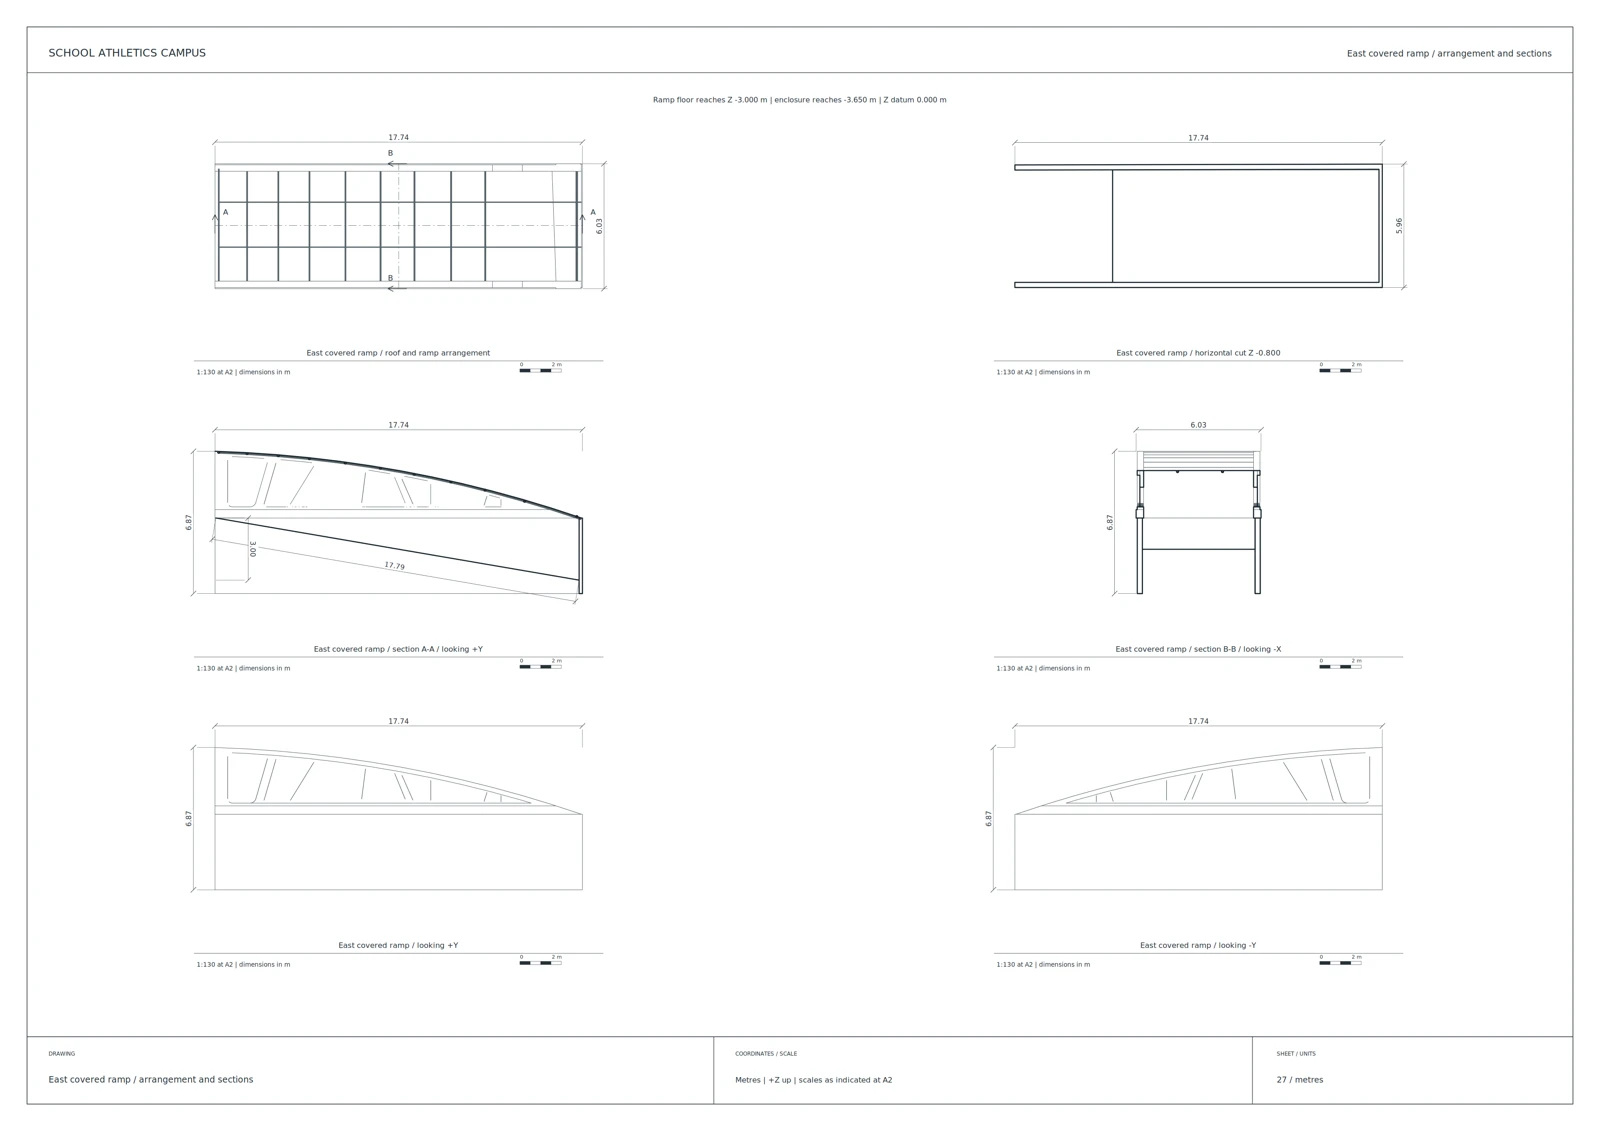 SCHOOL ATHLETICS CAMPUS
East covered ramp / arrangement and sections
Ramp floor reaches Z -3.000 m | enclosure reaches -3.650 m | Z datum 0.000 m
17.74
B
A
A
6.03
B
East covered ramp / roof and ramp arrangement
1:130 at A2 | dimensions in m
0 2 m
17.74
5.96
East covered ramp / horizontal cut Z -0.800
1:130 at A2 | dimensions in m
0 2 m
17.74
6.87
3.00
17.79
East covered ramp / section A-A / looking +Y
1:130 at A2 | dimensions in m
0 2 m
6.03
6.87
East covered ramp / section B-B / looking -X
1:130 at A2 | dimensions in m
0 2 m
17.74
6.87
East covered ramp / looking +Y
1:130 at A2 | dimensions in m
0 2 m
17.74
6.87
East covered ramp / looking -Y
1:130 at A2 | dimensions in m
0 2 m
DRAWING
East covered ramp / arrangement and sections
COORDINATES / SCALE
Metres | +Z up | scales as indicated at A2
SHEET / UNITS
27 / metres